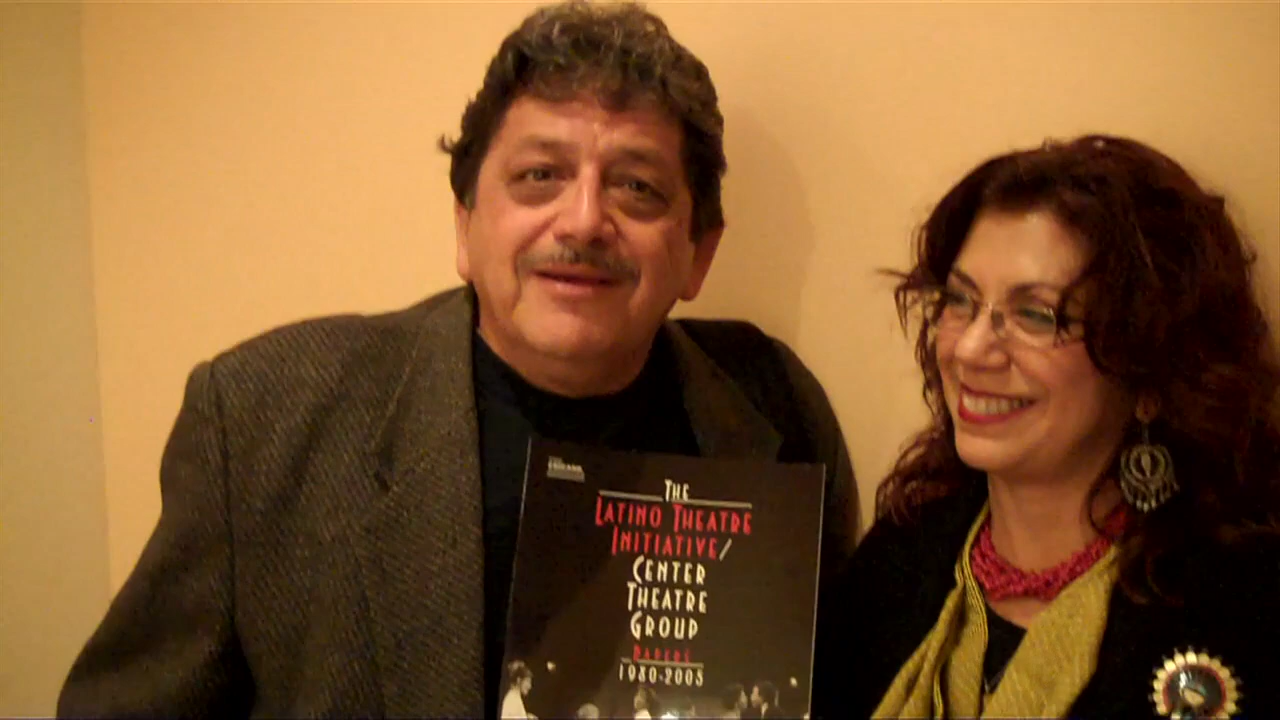 THE
LATINO THEATRE
INITIATIVE/
CENTER
THEATRE
GROUP
PAPERS
1980-2005